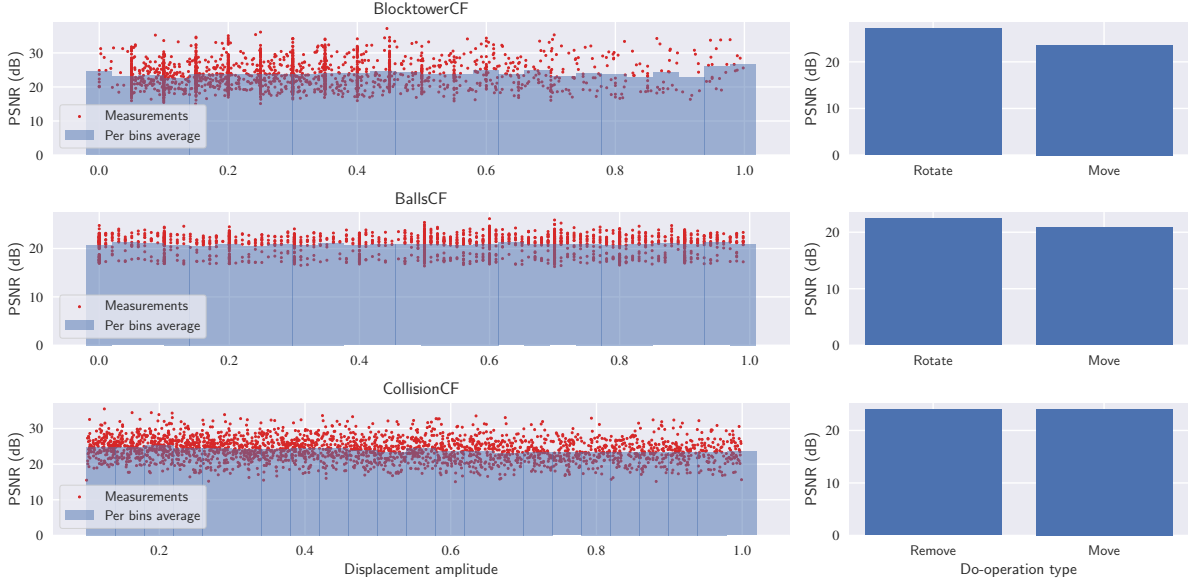 BlocktowerCF
PSNR (dB)
30
20
10
0
Measurements
Per bins average
0.0 0.2 0.4 0.6 0.8 1.0
PSNR (dB)
20
10
0
Rotate Move
BallsCF
PSNR (dB)
20
10
0
Measurements
Per bins average
0.0 0.2 0.4 0.6 0.8 1.0
PSNR (dB)
20
10
0
Rotate Move
CollisionCF
PSNR (dB)
30
20
10
0
Measurements
Per bins average
0.2 0.4 0.6 0.8 1.0
Displacement amplitude
PSNR (dB)
20
10
0
Remove Move
Do-operation type